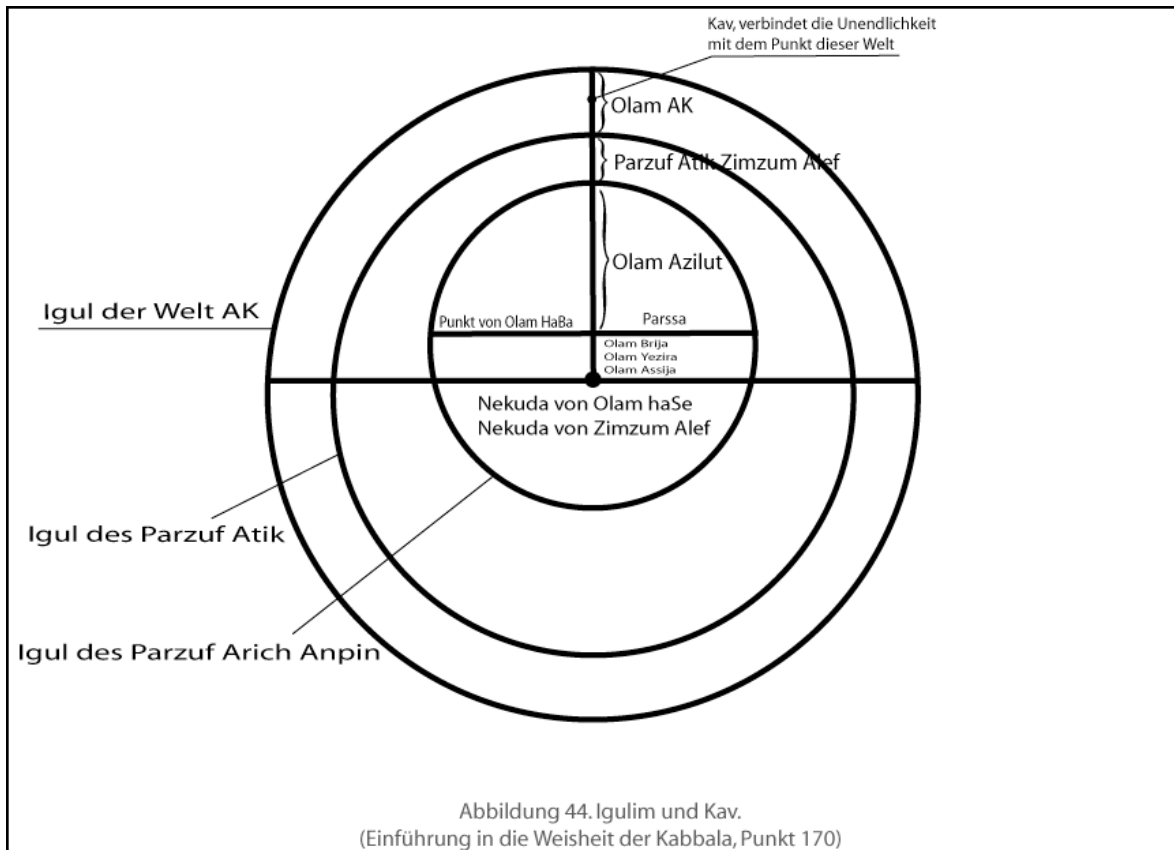 Kav, verbindet die Unendlichkeit
mit dem Punkt dieser Welt
Olam AK
Parzuf Atik Zimzum Alef
Olam Azilut
Igul der Welt AK
Punkt von Olam HaBa
Parssa
Olam Brija
Olam Yezira
Olam Assija
Nekuda von Olam haSe
Nekuda von Zimzum Alef
Igul des Parzuf Atik
Igul des Parzuf Arich Anpin
Abbildung 44. Igulim und Kav.
(Einführung in die Weisheit der Kabbala, Punkt 170)